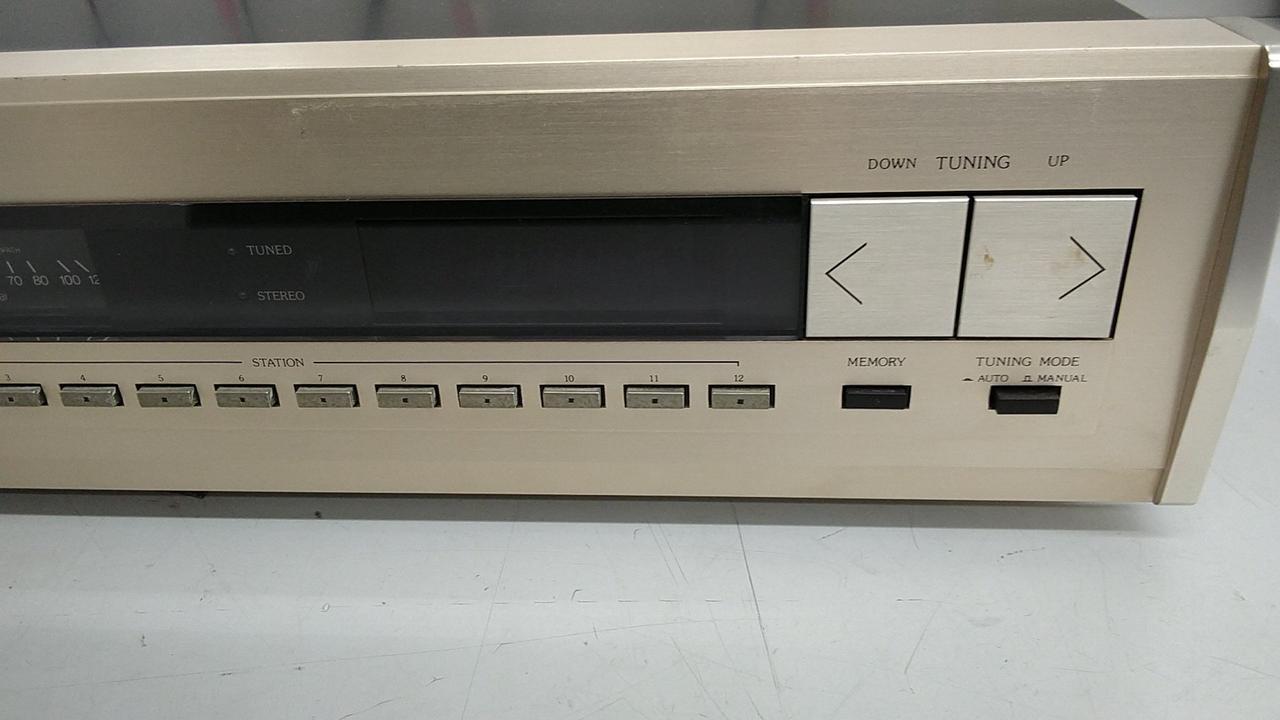 DOWN TUNING UP
TUNED
70 80 100 12
STEREO
STATION
3 4 5 6 7 8 9 10 11 12
MEMORY
TUNING MODE
AUTO MANUAL